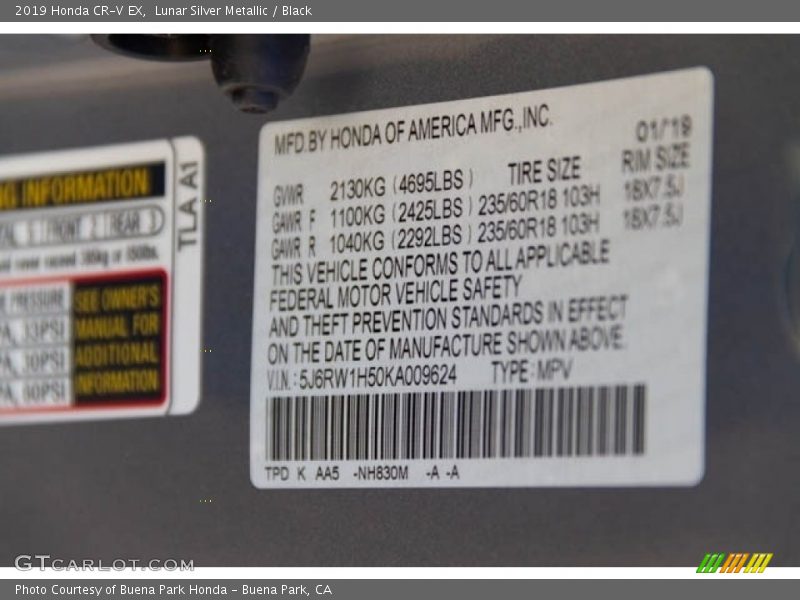 2019 Honda CR-V EX, Lunar Silver Metallic / Black
INFORMATION
FRONT 2 REAR 3
TLA A1
PRESSURE
33PSI
30PSI
60PSI
SEE OWNER'S
MANUAL FOR
ADDITIONAL
INFORMATION
MFD.BY HONDA OF AMERICA MFG.,INC.
01/19
GVWR 2130KG (4695LBS) TIRE SIZE RIM SIZE
GAWR F 1100KG (2425LBS) 235/60R18 103H 18X7.5J
GAWR R 1040KG (2292LBS) 235/60R18 103H 18X7.5J
THIS VEHICLE CONFORMS TO ALL APPLICABLE
FEDERAL MOTOR VEHICLE SAFETY
AND THEFT PREVENTION STANDARDS IN EFFECT
ON THE DATE OF MANUFACTURE SHOWN ABOVE.
V.I.N.: 5J6RW1H50KA009624 TYPE: MPV
TPD K AA5 -NH830M -A -A
GTCARLOT.COM
Photo Courtesy of Buena Park Honda - Buena Park, CA